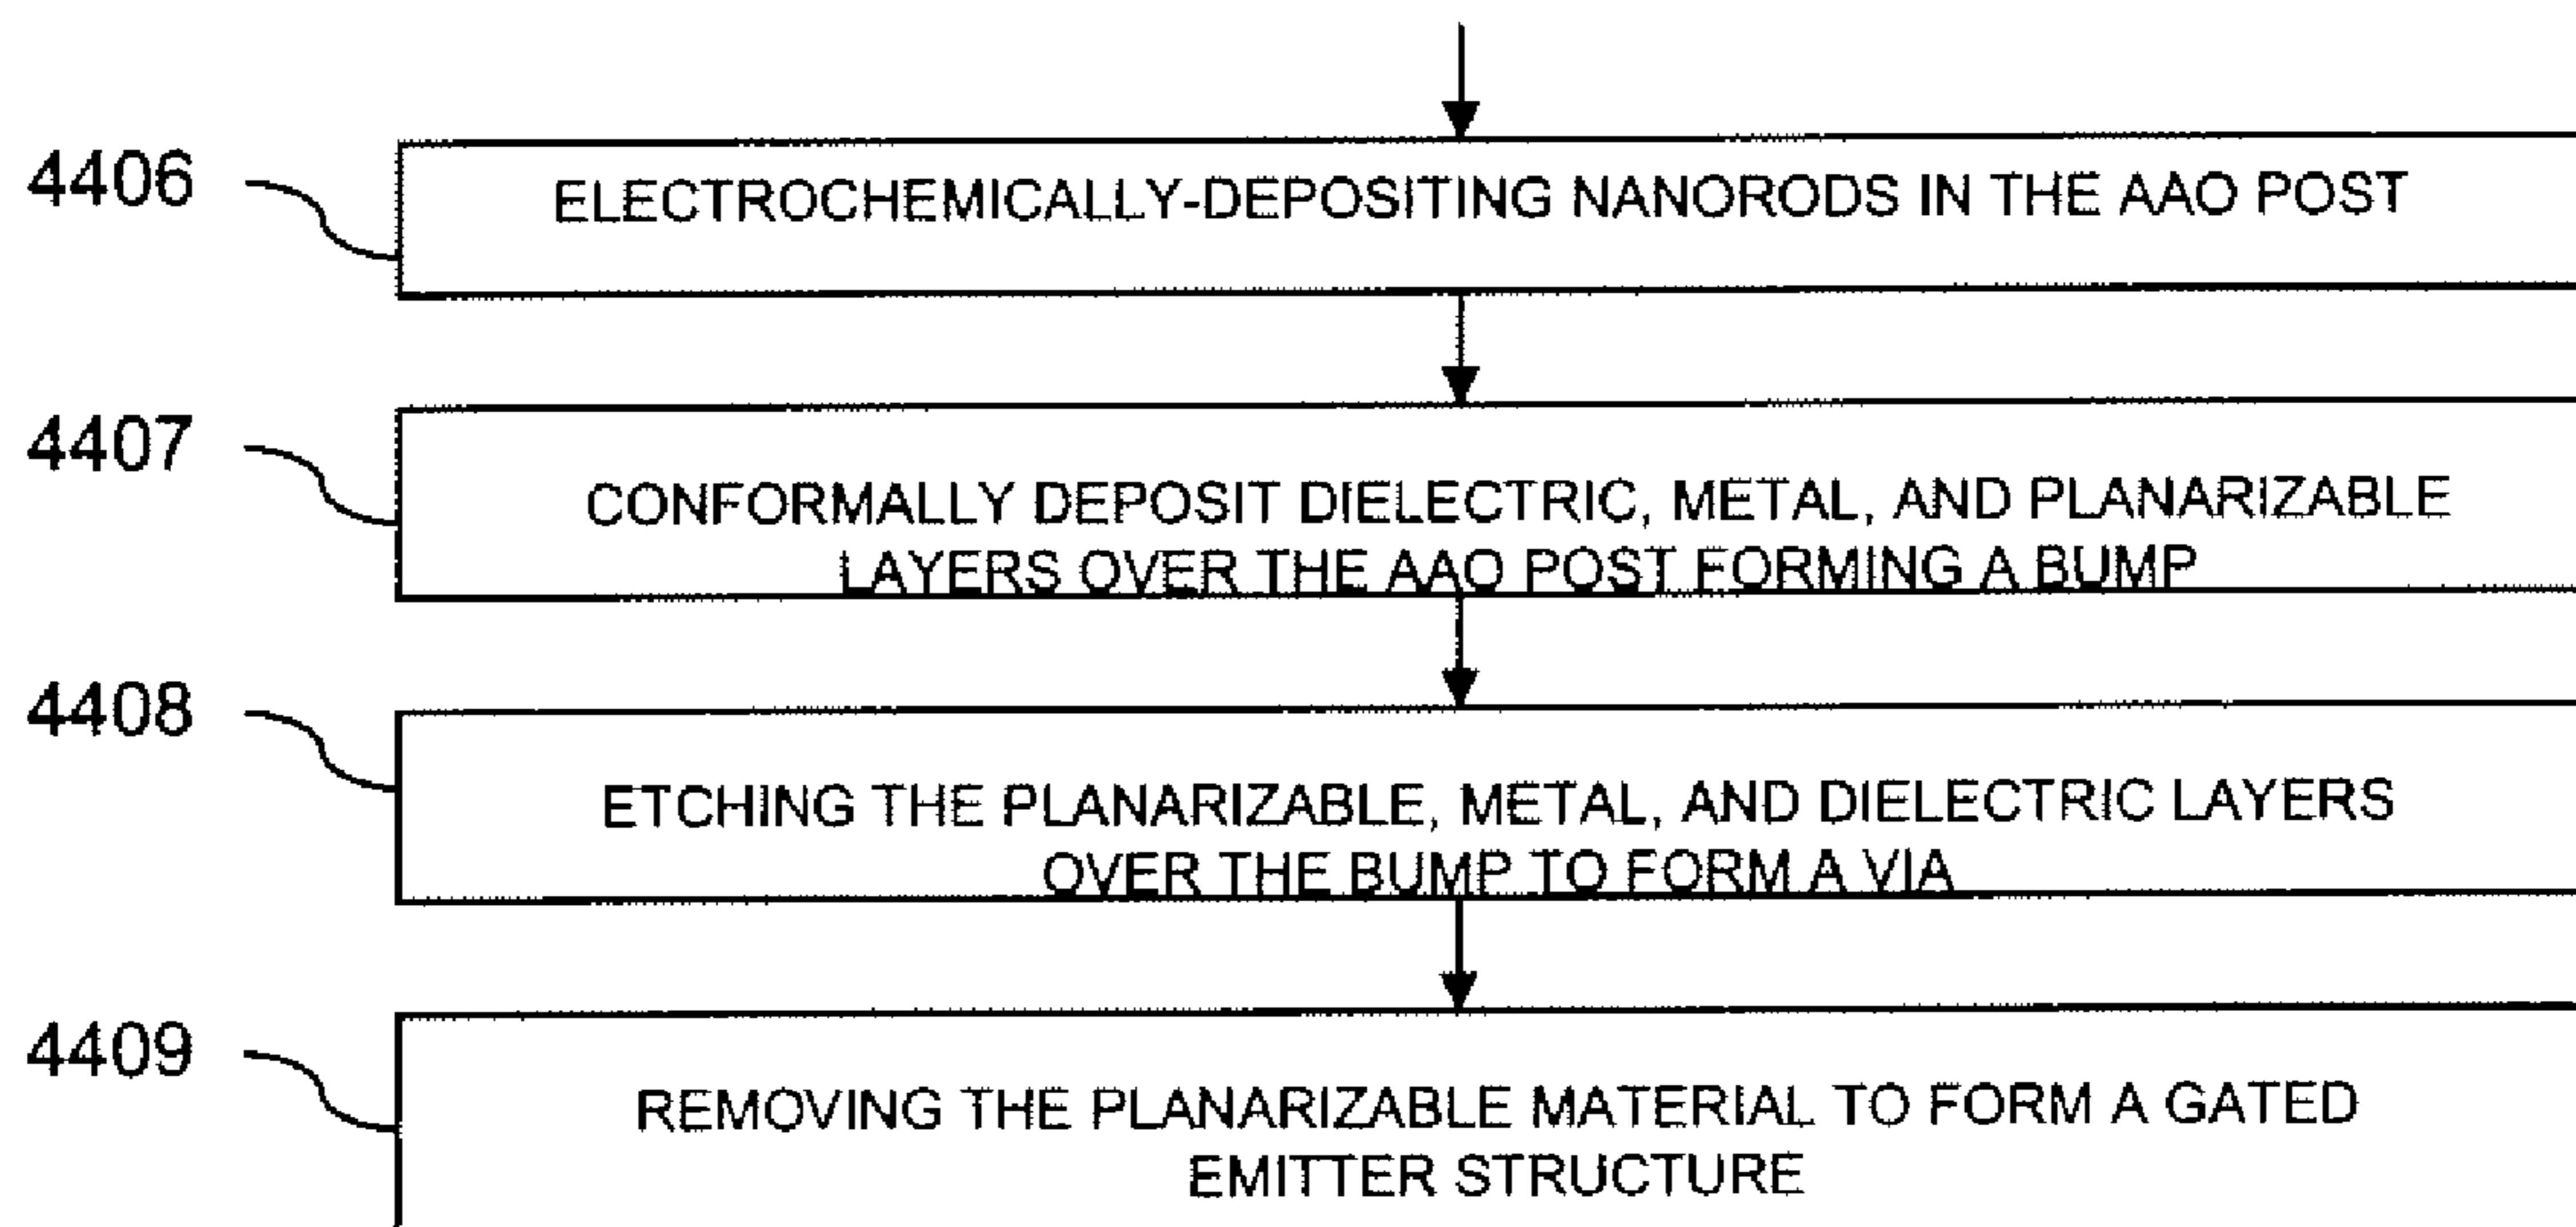 4406
ELECTROCHEMICALLY-DEPOSITING NANORODS IN THE AAO POST
4407
CONFORMALLY DEPOSIT DIELECTRIC, METAL, AND PLANARIZABLE
LAYERS OVER THE AAO POST FORMING A BUMP
4408
ETCHING THE PLANARIZABLE, METAL, AND DIELECTRIC LAYERS
OVER THE BUMP TO FORM A VIA
4409
REMOVING THE PLANARIZABLE MATERIAL TO FORM A GATED
EMITTER STRUCTURE